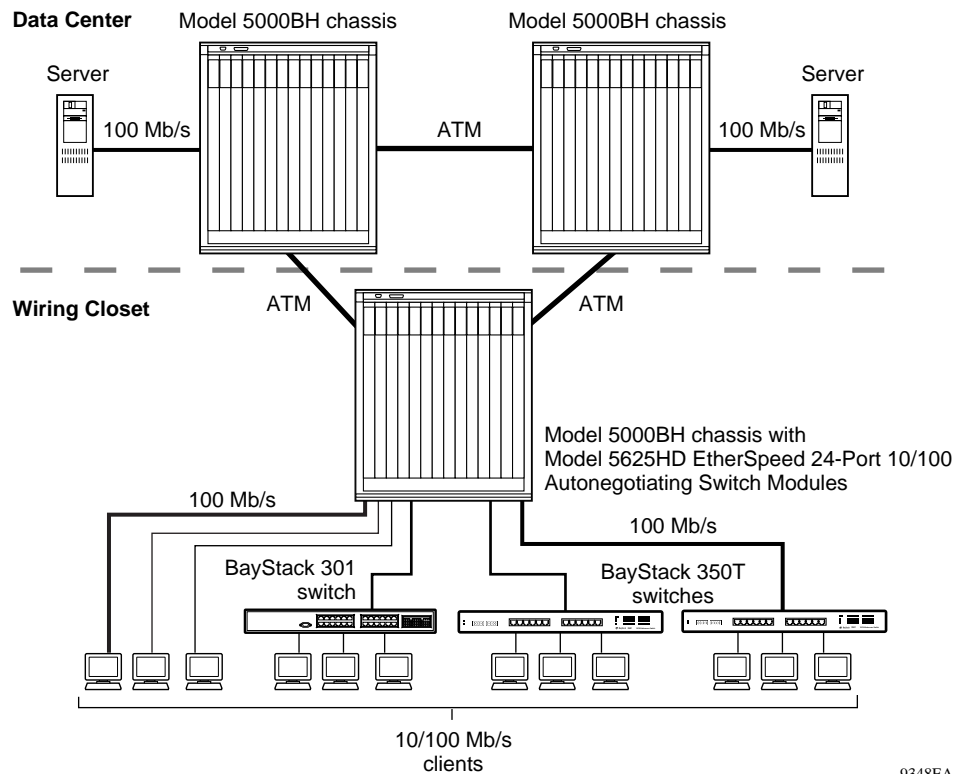 Data Center
Model 5000BH chassis
Model 5000BH chassis
Server
Server
100 Mb/s
ATM
100 Mb/s
ATM
ATM
Wiring Closet
Model 5000BH chassis with
Model 5625HD EtherSpeed 24-Port 10/100
Autonegotiating Switch Modules
100 Mb/s
100 Mb/s
BayStack 301
switch
BayStack 350T
switches
10/100 Mb/s
clients
9348EA